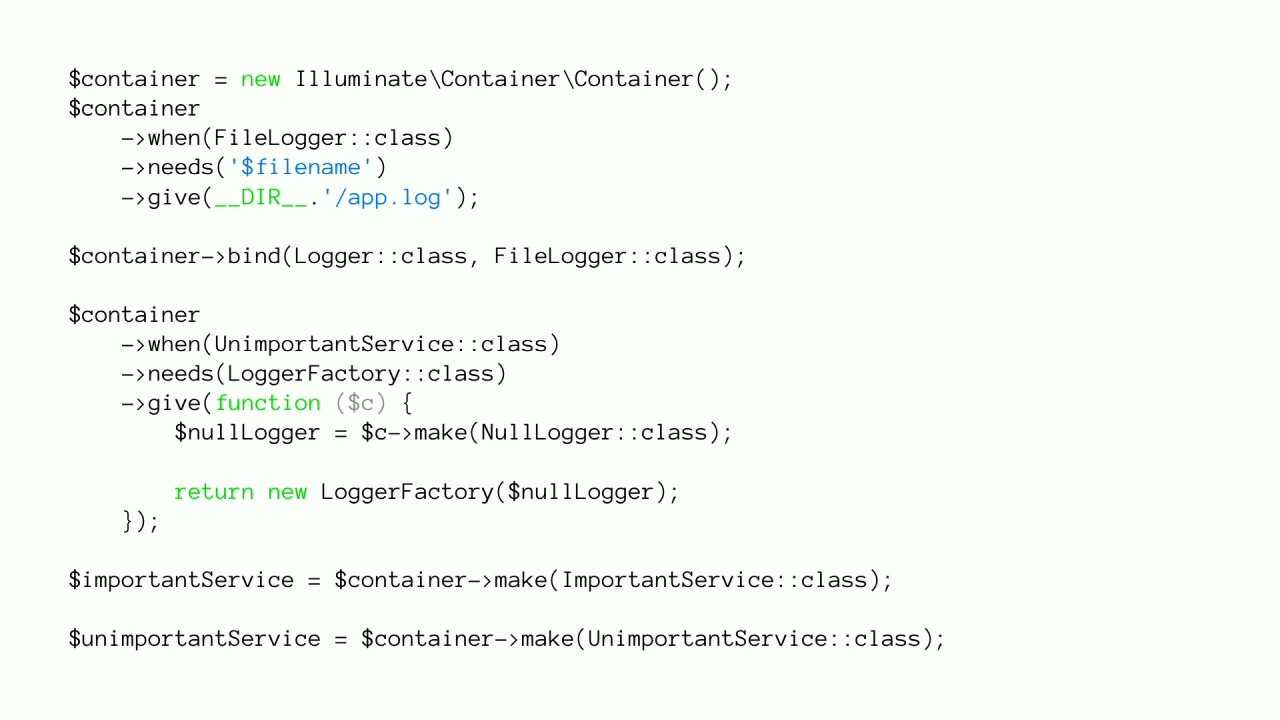 $container = new Illuminate\Container\Container();
$container
    ->when(FileLogger::class)
    ->needs('$filename')
    ->give(__DIR__.'/app.log');

$container->bind(Logger::class, FileLogger::class);

$container
    ->when(UnimportantService::class)
    ->needs(LoggerFactory::class)
    ->give(function ($c) {
        $nullLogger = $c->make(NullLogger::class);

        return new LoggerFactory($nullLogger);
    });

$importantService = $container->make(ImportantService::class);

$unimportantService = $container->make(UnimportantService::class);